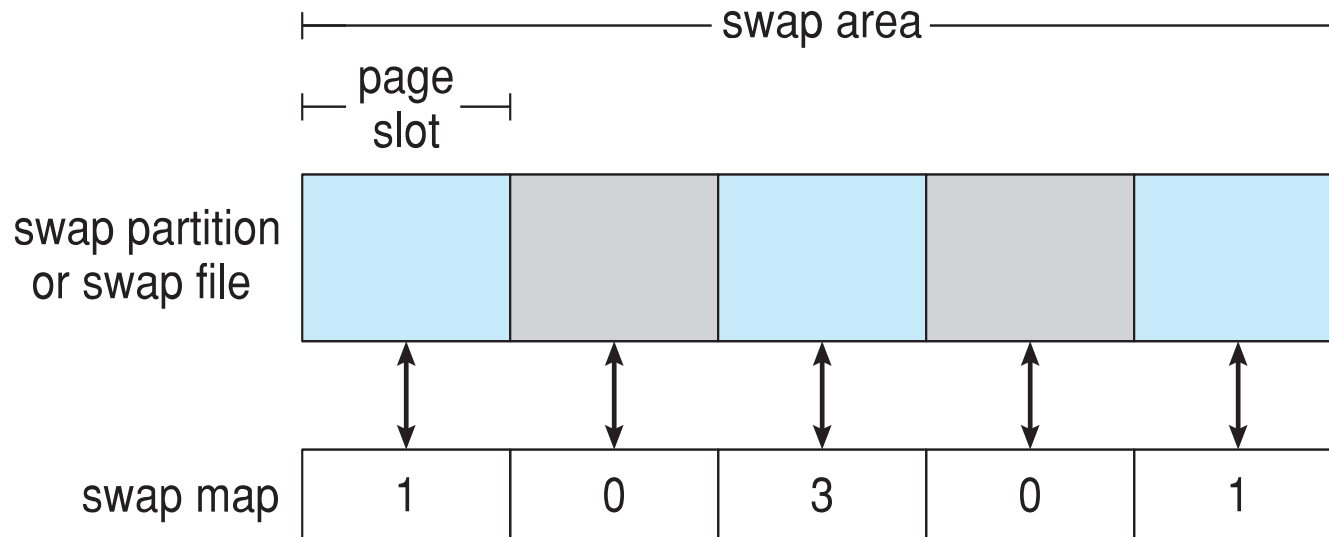 swap area
page
slot
swap partition
or swap file
swap map 1 0 3 0 1